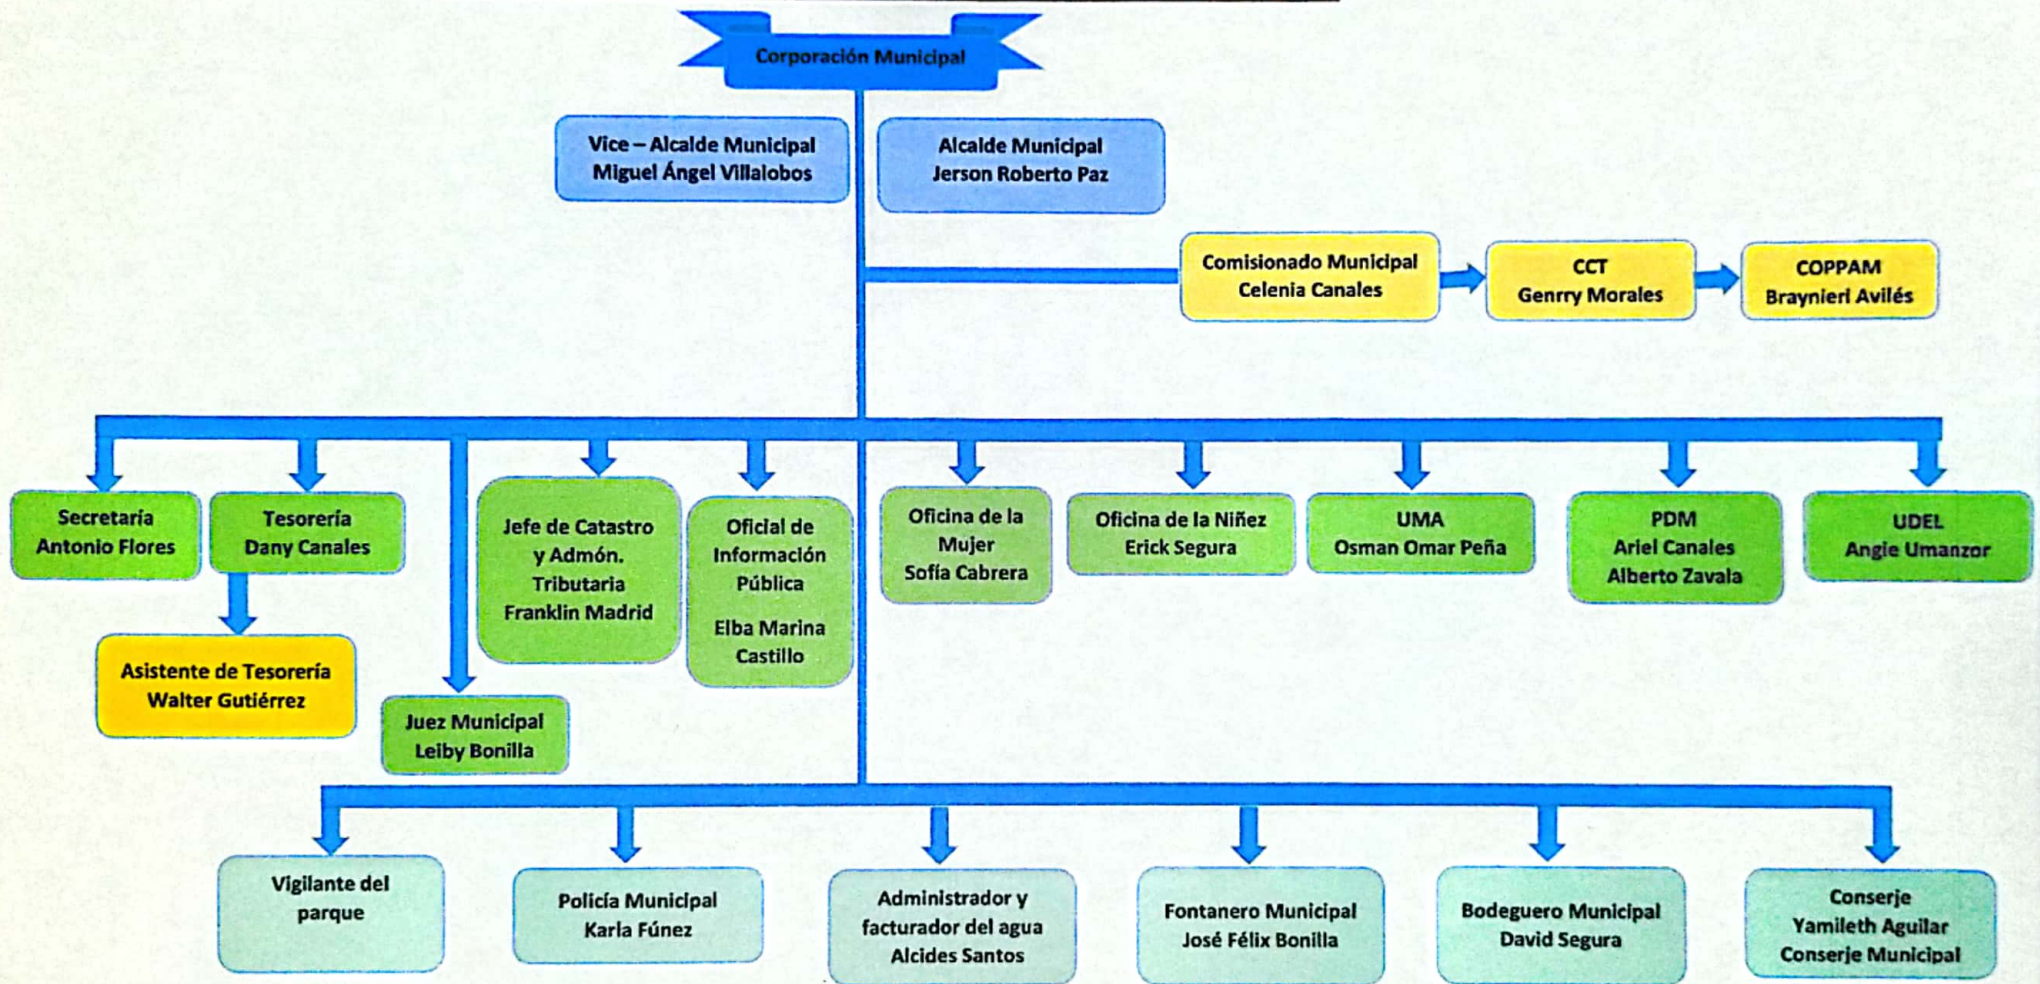 Corporación Municipal
Vice – Alcalde Municipal
Miguel Ángel Villalobos
Alcalde Municipal
Jerson Roberto Paz
Comisionado Municipal
Celenia Canales
CCT
Genrry Morales
COPPAM
Braynierl Avilés
Secretaría
Antonio Flores
Tesorería
Dany Canales
Jefe de Catastro
y Admón.
Tributaria
Franklin Madrid
Oficial de
Información
Pública
Elba Marina
Castillo
Oficina de la
Mujer
Sofía Cabrera
Oficina de la Niñez
Erick Segura
UMA
Osman Omar Peña
PDM
Ariel Canales
Alberto Zavala
UDEL
Angie Umanzor
Asistente de Tesorería
Walter Gutiérrez
Juez Municipal
Leiby Bonilla
Vigilante del
parque
Policía Municipal
Karla Fúnez
Administrador y
facturador del agua
Alcides Santos
Fontanero Municipal
José Félix Bonilla
Bodeguero Municipal
David Segura
Conserje
Yamileth Aguilar
Conserje Municipal